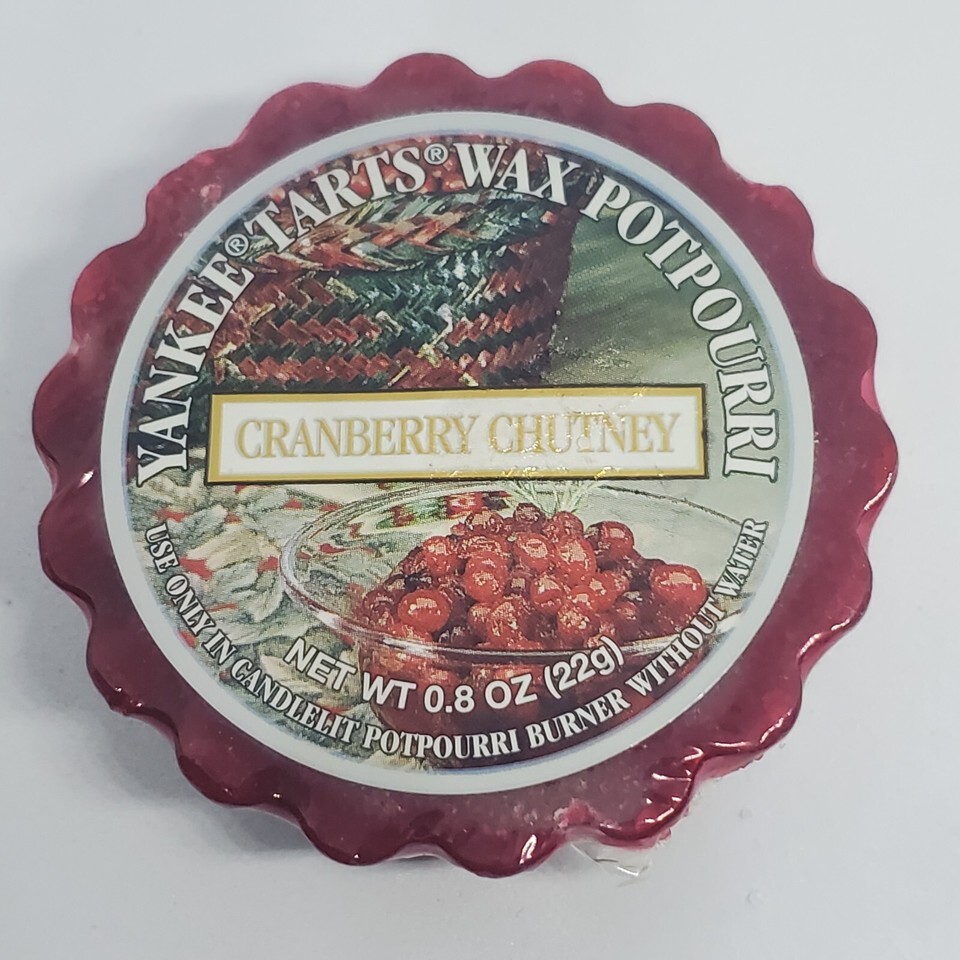 YANKEE® TARTS® WAX POTPOURRI
CRANBERRY CHUTNEY
NET WT 0.8 OZ (22g)
USE ONLY IN CANDLELIT POTPOURRI BURNER WITHOUT WATER